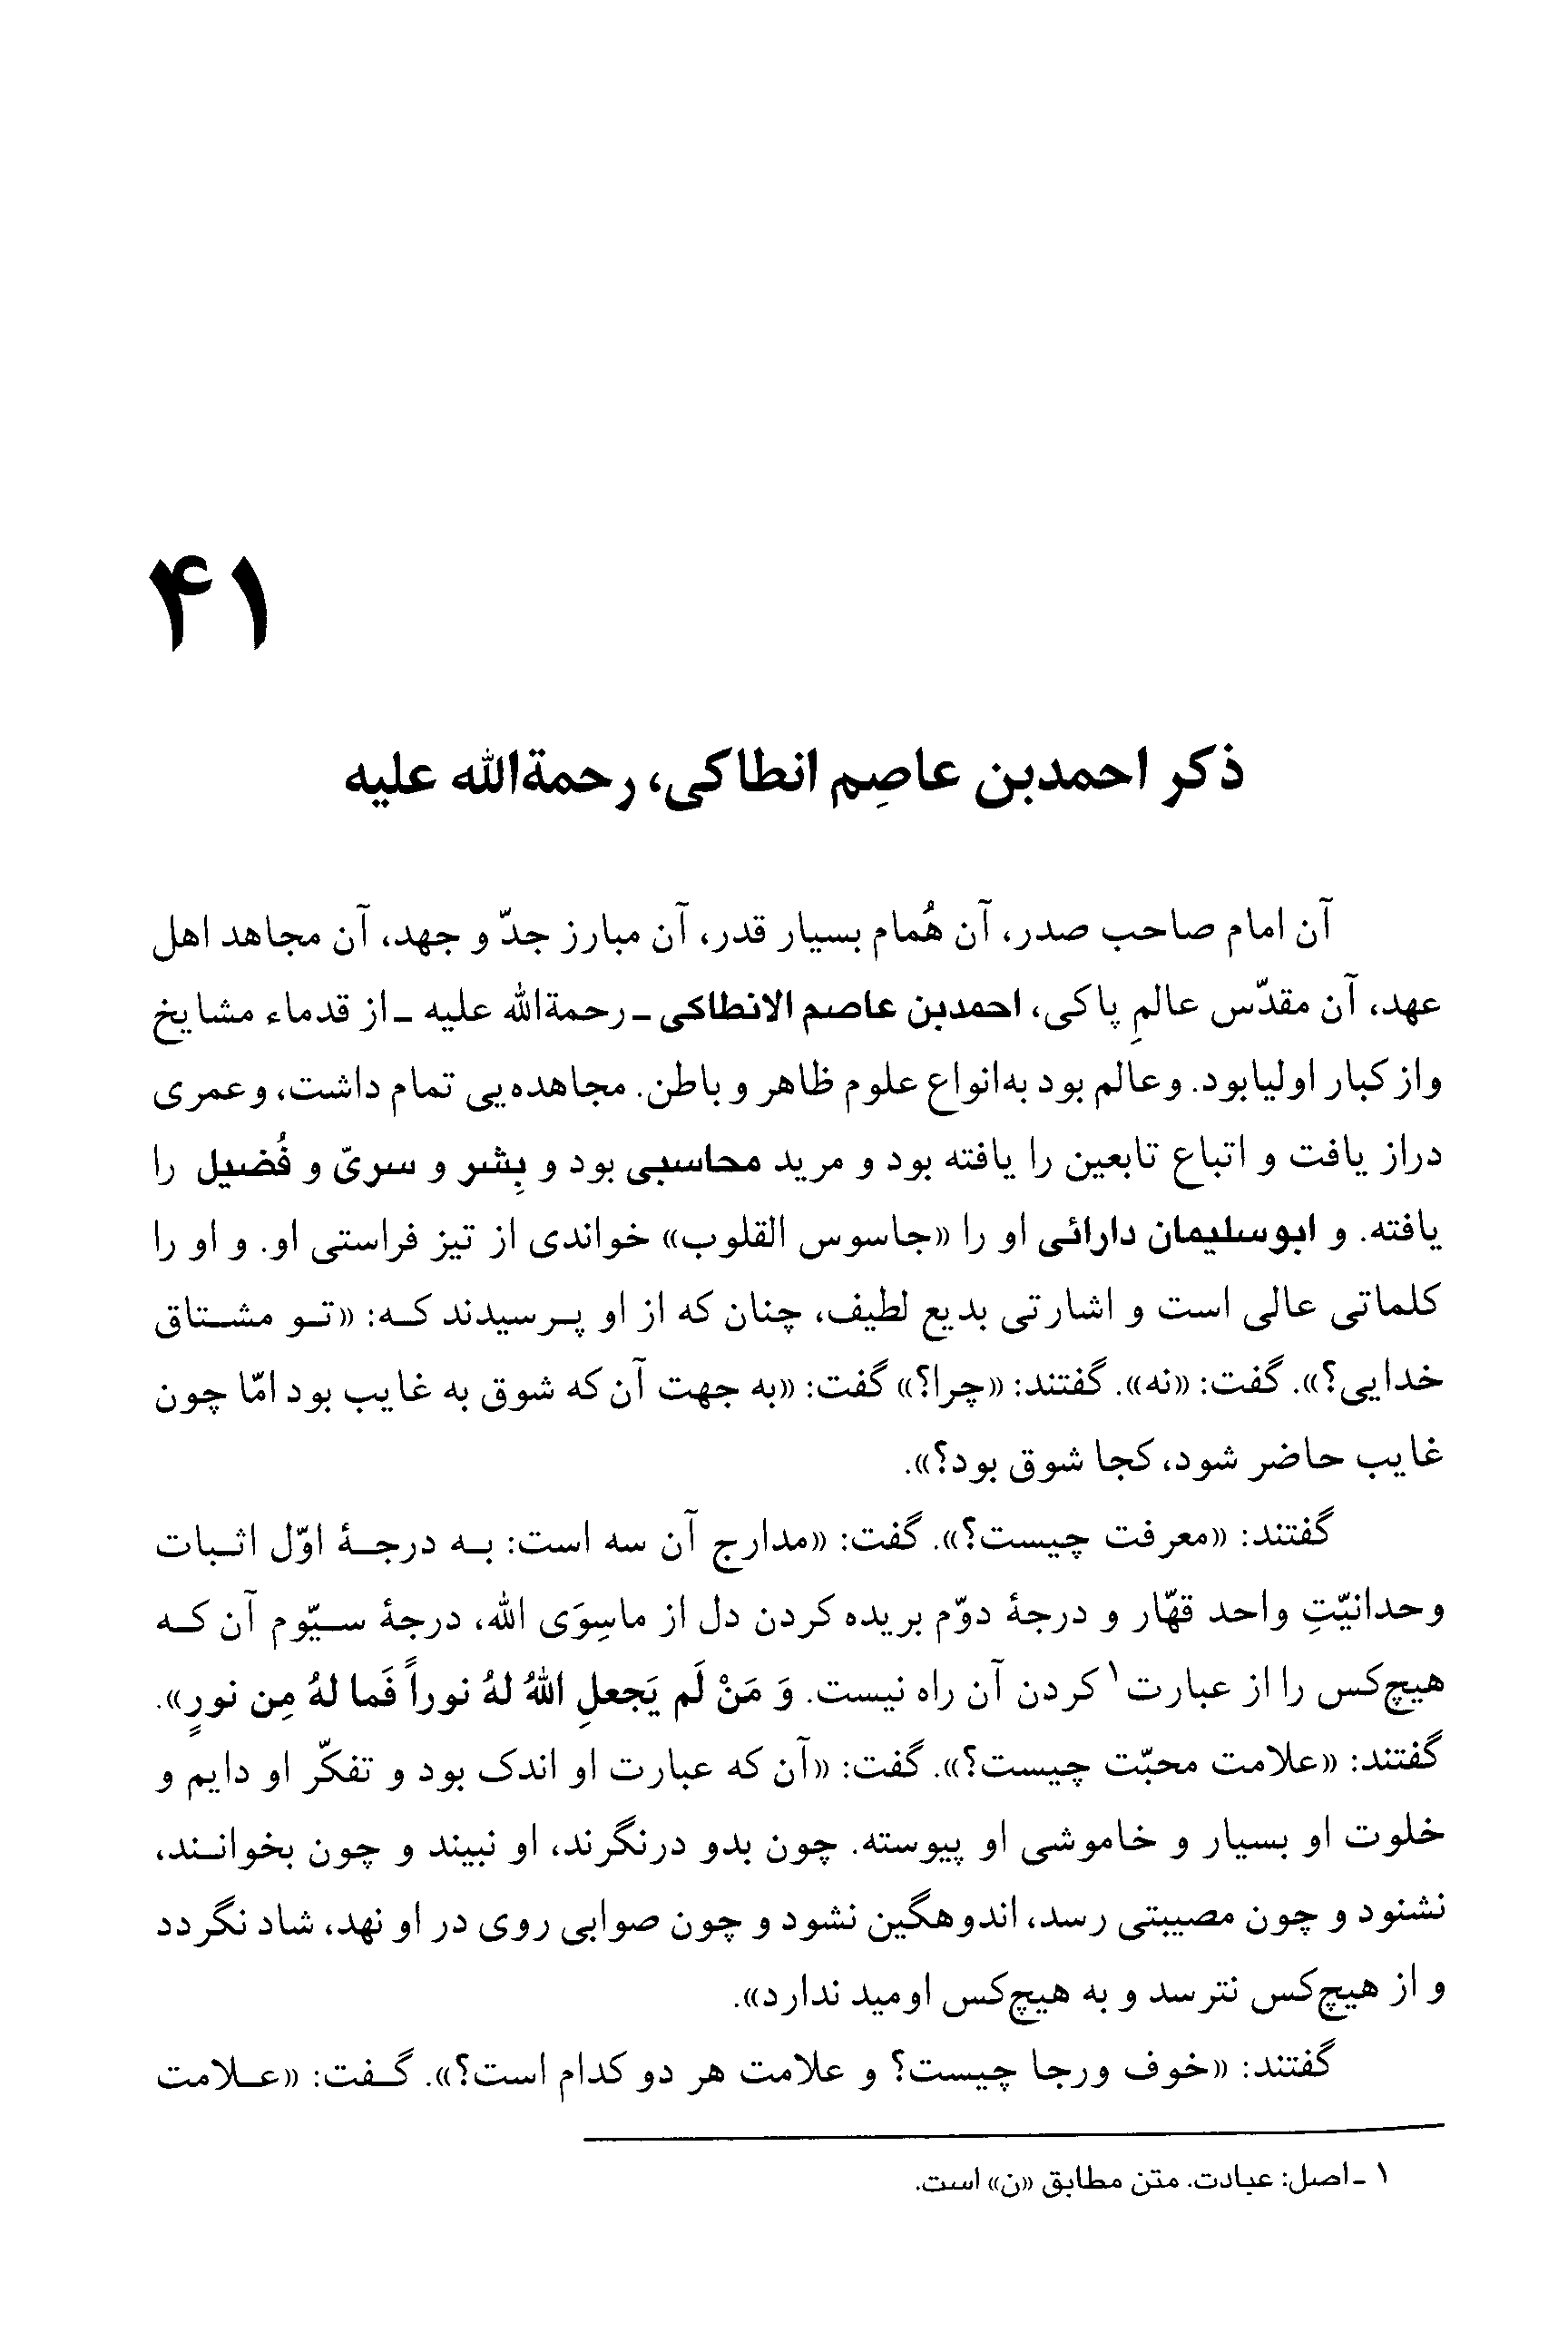 ۴۱
ذکر احمدبن عاصِم انطاکی، رحمةالله علیه
آن امام صاحب صدر، آن هُمام بسیار قدر، آن مبارز جدّ و جهد، آن مجاهد اهل
عهد، آن مقدّس عالمِ پاکی، احمدبن عاصم الانطاکی ـ رحمةالله علیه ـ از قدماء مشایخ
و از کبار اولیا بود. و عالم بود به‌انواع علوم ظاهر و باطن. مجاهده‌یی تمام داشت، و عمری
دراز یافت و اتباع تابعین را یافته بود و مرید محاسبی بود و بِشر و سریّ و فُضیل را
یافته. و ابوسلیمان دارائی او را «جاسوس القلوب» خواندی از تیز فراستی او. و او را
کلماتی عالی است و اشارتی بدیع لطیف، چنان که از او پرسیدند که: «تو مشتاق
خدایی؟». گفت: «نه». گفتند: «چرا؟» گفت: «به جهت آن که شوق به غایب بود امّا چون
غایب حاضر شود، کجا شوق بود؟».
گفتند: «معرفت چیست؟». گفت: «مدارج آن سه است: به درجهٔ اوّل اثبات
وحدانیّتِ واحد قهّار و درجهٔ دوّم بریده کردن دل از ماسِوَی الله، درجهٔ سیّوم آن که
هیچ‌کس را از عبارت۱ کردن آن راه نیست. وَ مَنْ لَم یَجعلِ اللهُ لهُ نوراً فَما لهُ مِن نورٍ».
گفتند: «علامت محبّت چیست؟». گفت: «آن که عبارت او اندک بود و تفکّر او دایم و
خلوت او بسیار و خاموشی او پیوسته. چون بدو درنگرند، او نبیند و چون بخوانند،
نشنود و چون مصیبتی رسد، اندوهگین نشود و چون صوابی روی در او نهد، شاد نگردد
و از هیچ‌کس نترسد و به هیچ‌کس اومید ندارد».
گفتند: «خوف ورجا چیست؟ و علامت هر دو کدام است؟». گفت: «علامت
۱ ـ اصل: عبادت. متن مطابق «ن» است.